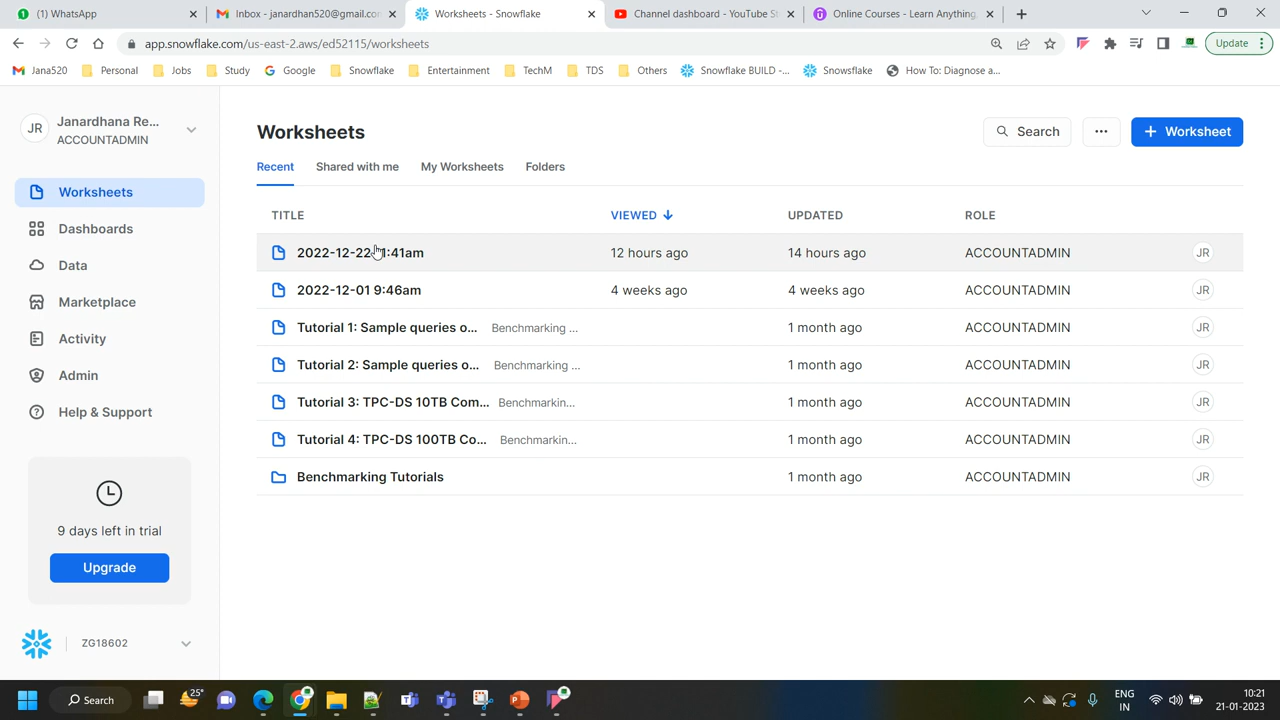 (1) WhatsApp
Inbox - janardhan520@gmail.con
Worksheets - Snowflake
Channel dashboard - YouTube St
Online Courses - Learn Anything
app.snowflake.com/us-east-2.aws/ed52115/worksheets
Update
Jana520
Personal
Jobs
Study
Google
Snowflake
Entertainment
TechM
TDS
Others
Snowflake BUILD -...
Snowsflake
How To: Diagnose a...
JR
Janardhana Re...
ACCOUNTADMIN
Worksheets
Dashboards
Data
Marketplace
Activity
Admin
Help & Support
9 days left in trial
Upgrade
ZG18602
Worksheets
Search
Worksheet
Recent
Shared with me
My Worksheets
Folders
TITLE VIEWED UPDATED ROLE
2022-12-22 1:41am 12 hours ago 14 hours ago ACCOUNTADMIN JR
2022-12-01 9:46am 4 weeks ago 4 weeks ago ACCOUNTADMIN JR
Tutorial 1: Sample queries o... Benchmarking ... 1 month ago ACCOUNTADMIN JR
Tutorial 2: Sample queries o... Benchmarking ... 1 month ago ACCOUNTADMIN JR
Tutorial 3: TPC-DS 10TB Com... Benchmarkin... 1 month ago ACCOUNTADMIN JR
Tutorial 4: TPC-DS 100TB Co... Benchmarkin... 1 month ago ACCOUNTADMIN JR
Benchmarking Tutorials 1 month ago ACCOUNTADMIN JR
Search
25°
ENG
IN
10:21
21-01-2023